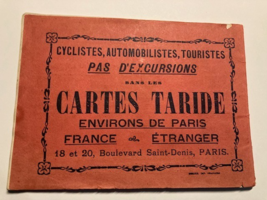 CYCLISTES, AUTOMOBILISTES, TOURISTES
PAS D'EXCURSIONS
SANS LES
CARTES TARIDE
ENVIRONS DE PARIS
FRANCE ET ÉTRANGER
18 et 20, Boulevard Saint-Denis, PARIS.